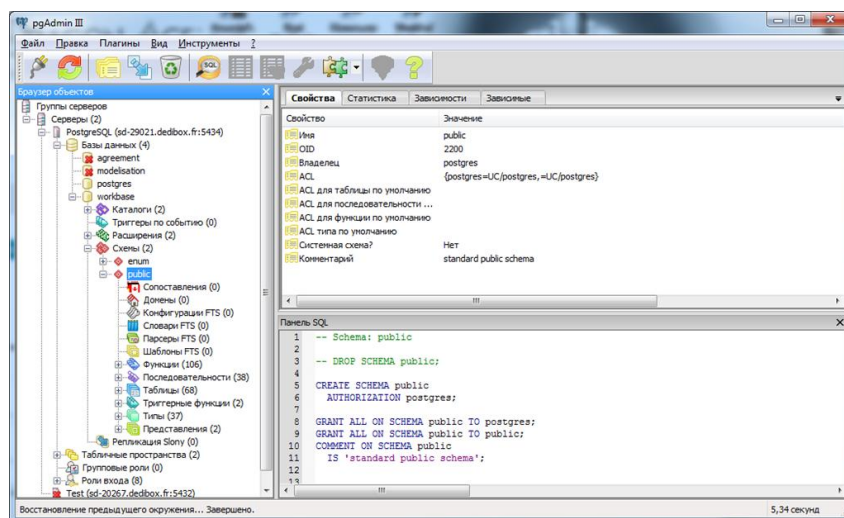 pgAdmin III
Файл Правка Плагины Вид Инструменты ?
SQL
Браузер объектов
Группы серверов
Серверы (2)
PostgreSQL (sd-29021.dedibox.fr:5434)
Базы данных (4)
agreement
modelisation
postgres
workbase
Каталоги (2)
Триггеры по событию (0)
Расширения (2)
Схемы (2)
enum
public
Сопоставления (0)
Домены (0)
Конфигурации FTS (0)
Словари FTS (0)
Парсеры FTS (0)
Шаблоны FTS (0)
Функции (106)
Последовательности (38)
Таблицы (68)
Триггерные функции (2)
Типы (37)
Представления (2)
Репликация Slony (0)
Табличные пространства (2)
Групповые роли (0)
Роли входа (8)
Test (sd-20267.dedibox.fr:5432)
Свойства Статистика Зависимости Зависимые
Свойство Значение
Имя public
OID 2200
Владелец postgres
ACL {postgres=UC/postgres,=UC/postgres}
ACL для таблицы по умолчанию
ACL для последовательности ...
ACL для функции по умолчанию
ACL типа по умолчанию
Системная схема? Нет
Комментарий standard public schema
Панель SQL
1 -- Schema: public
2
3 -- DROP SCHEMA public;
4
5 CREATE SCHEMA public
6 AUTHORIZATION postgres;
7
8 GRANT ALL ON SCHEMA public TO postgres;
9 GRANT ALL ON SCHEMA public TO public;
10 COMMENT ON SCHEMA public
11 IS 'standard public schema';
12
13
Восстановление предыдущего окружения... Завершено. 5,34 секунд